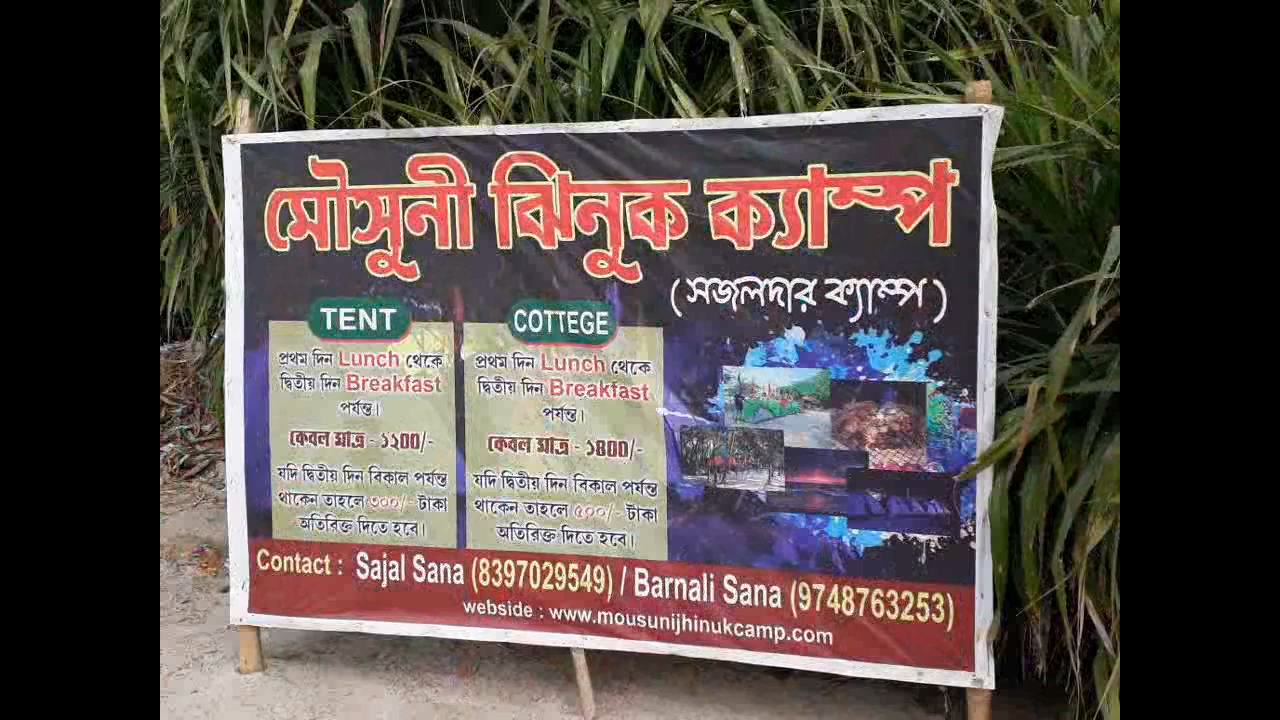 মৌসুনী ঝিনুক ক্যাম্প
(সজলদার ক্যাম্প)
TENT
প্রথম দিন Lunch থেকে
দ্বিতীয় দিন Breakfast
পর্যন্ত।
কেবল মাত্র - ১২০০/-
যদি দ্বিতীয় দিন বিকাল পর্যন্ত
থাকেন তাহলে ৩০০/- টাকা
অতিরিক্ত দিতে হবে।
COTTEGE
প্রথম দিন Lunch থেকে
দ্বিতীয় দিন Breakfast
পর্যন্ত।
কেবল মাত্র - ১৪০০/-
যদি দ্বিতীয় দিন বিকাল পর্যন্ত
থাকেন তাহলে ৫০০/- টাকা
অতিরিক্ত দিতে হবে।
Contact : Sajal Sana (8397029549) / Barnali Sana (9748763253)
webside : www.mousunijhinukcamp.com